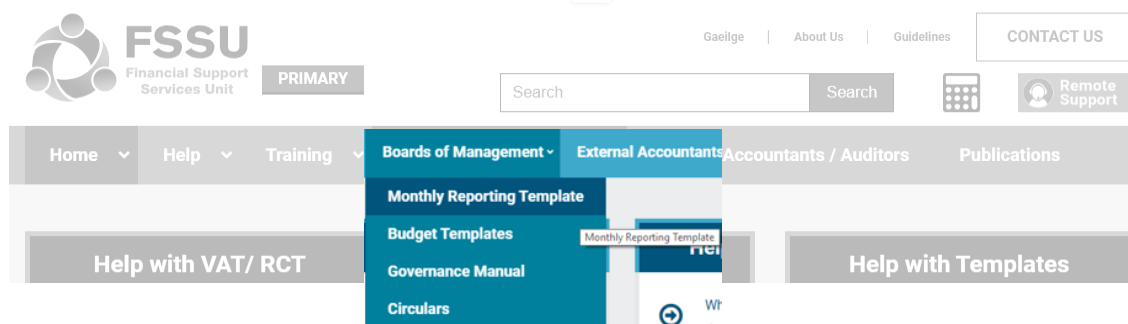 FSSU
Financial Support
Services Unit
PRIMARY
Gaeilge | About Us | Guidelines
CONTACT US
Search
Search
Remote
Support
Home Help Training Boards of Management External Accountants Accountants / Auditors Publications
Monthly Reporting Template
Budget Templates
Monthly Reporting Template
Governance Manual
Circulars
Help with VAT/ RCT
Help with Templates